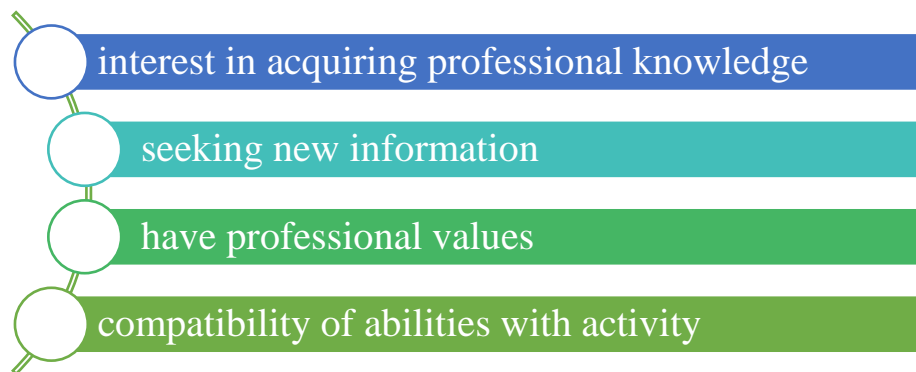 interest in acquiring professional knowledge
seeking new information
have professional values
compatibility of abilities with activity